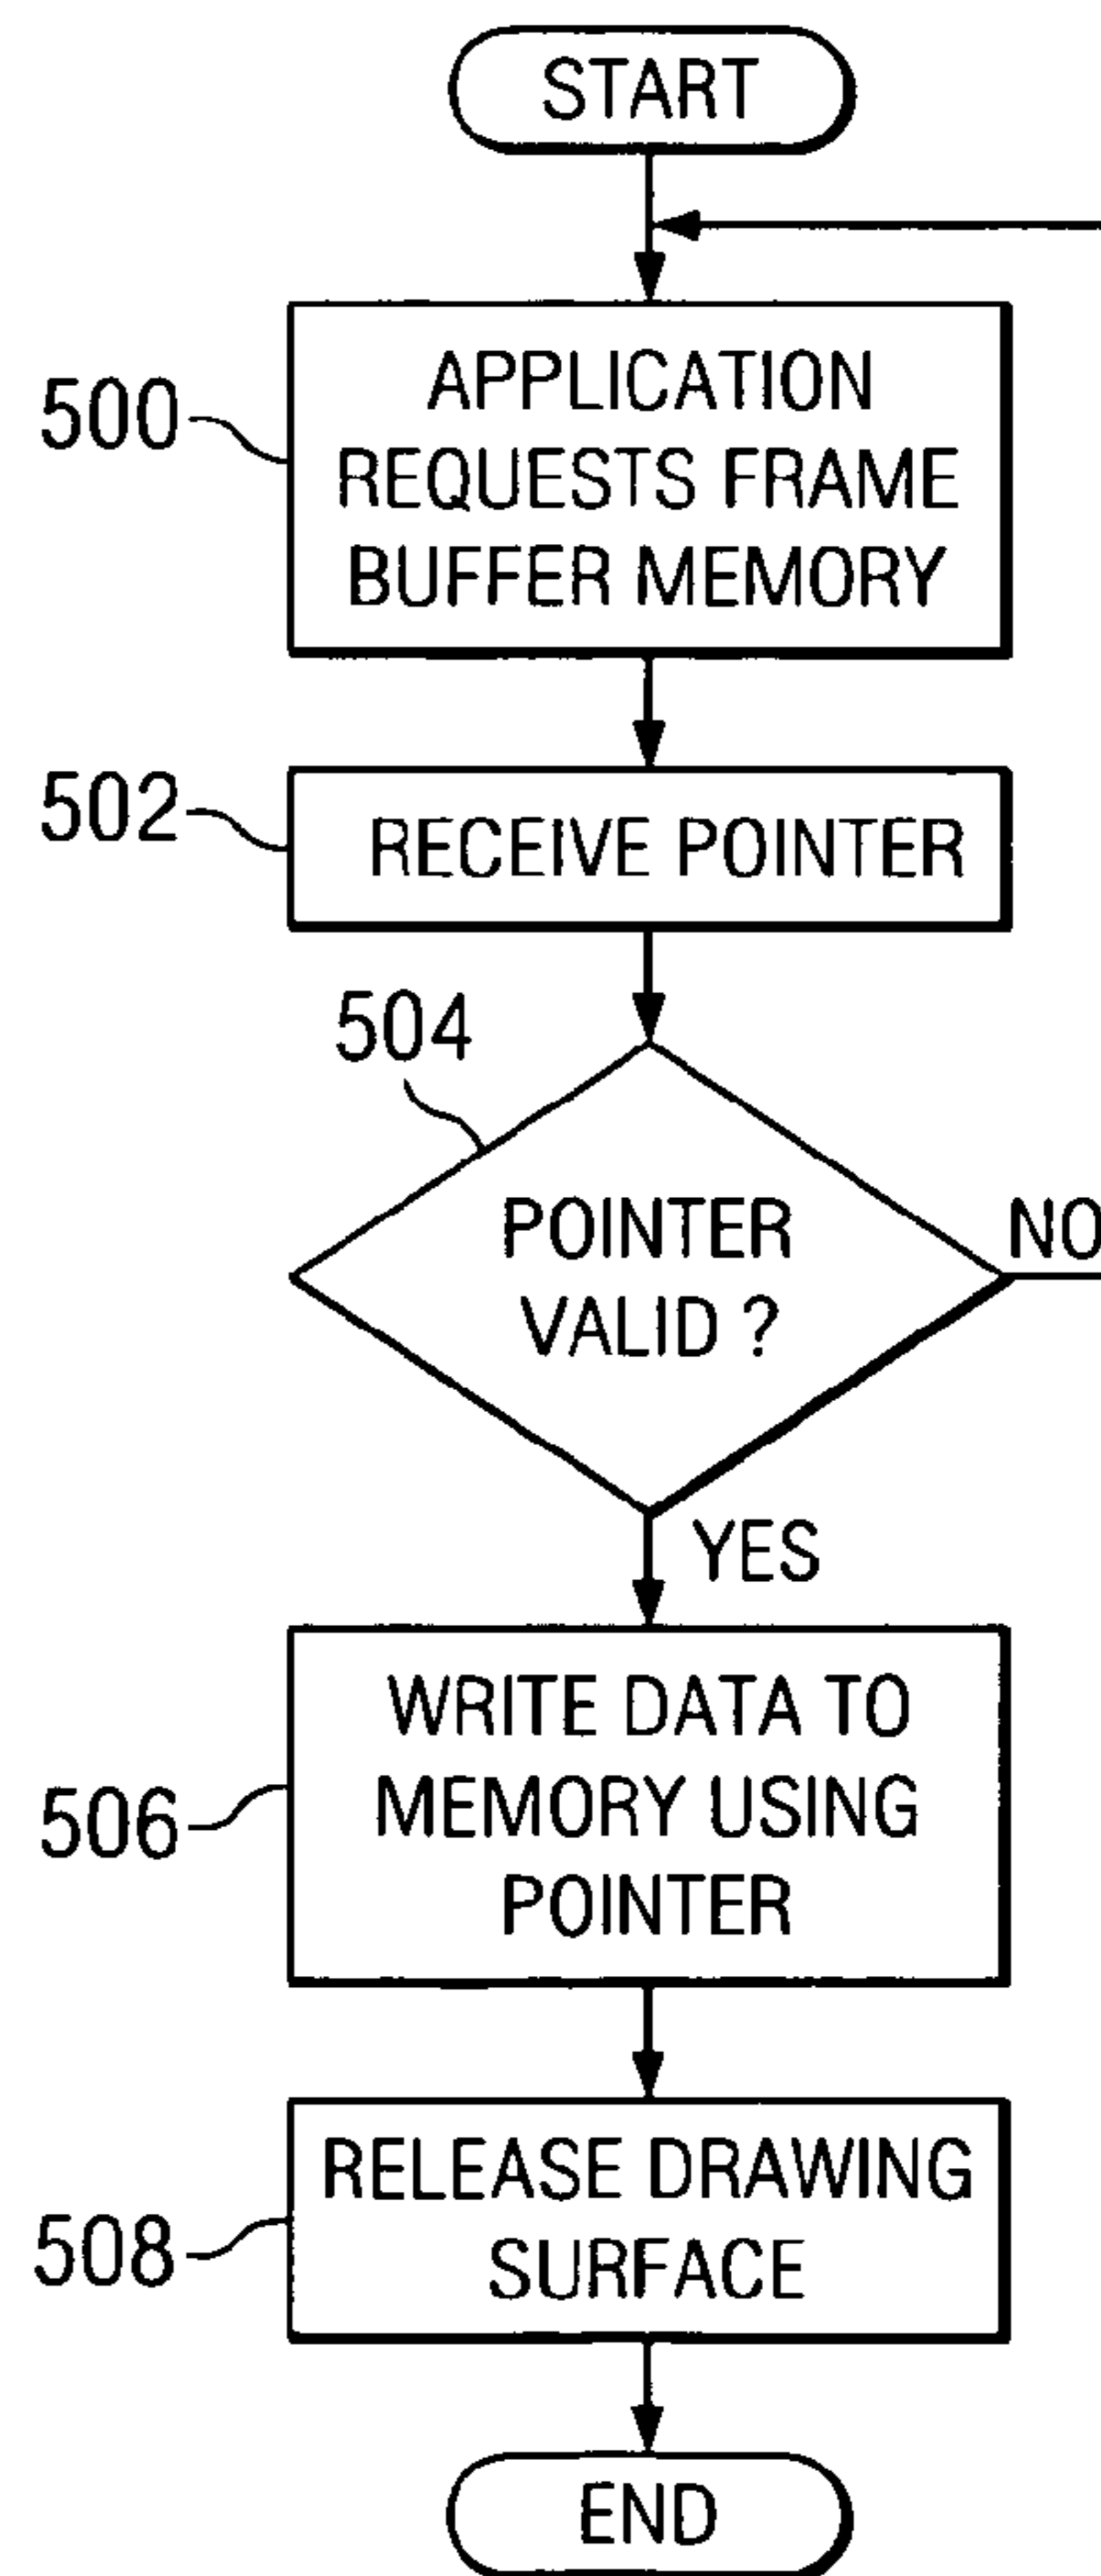 START
500
APPLICATION
REQUESTS FRAME
BUFFER MEMORY
502
RECEIVE POINTER
504
POINTER
VALID ?
NO
YES
506
WRITE DATA TO
MEMORY USING
POINTER
508
RELEASE DRAWING
SURFACE
END